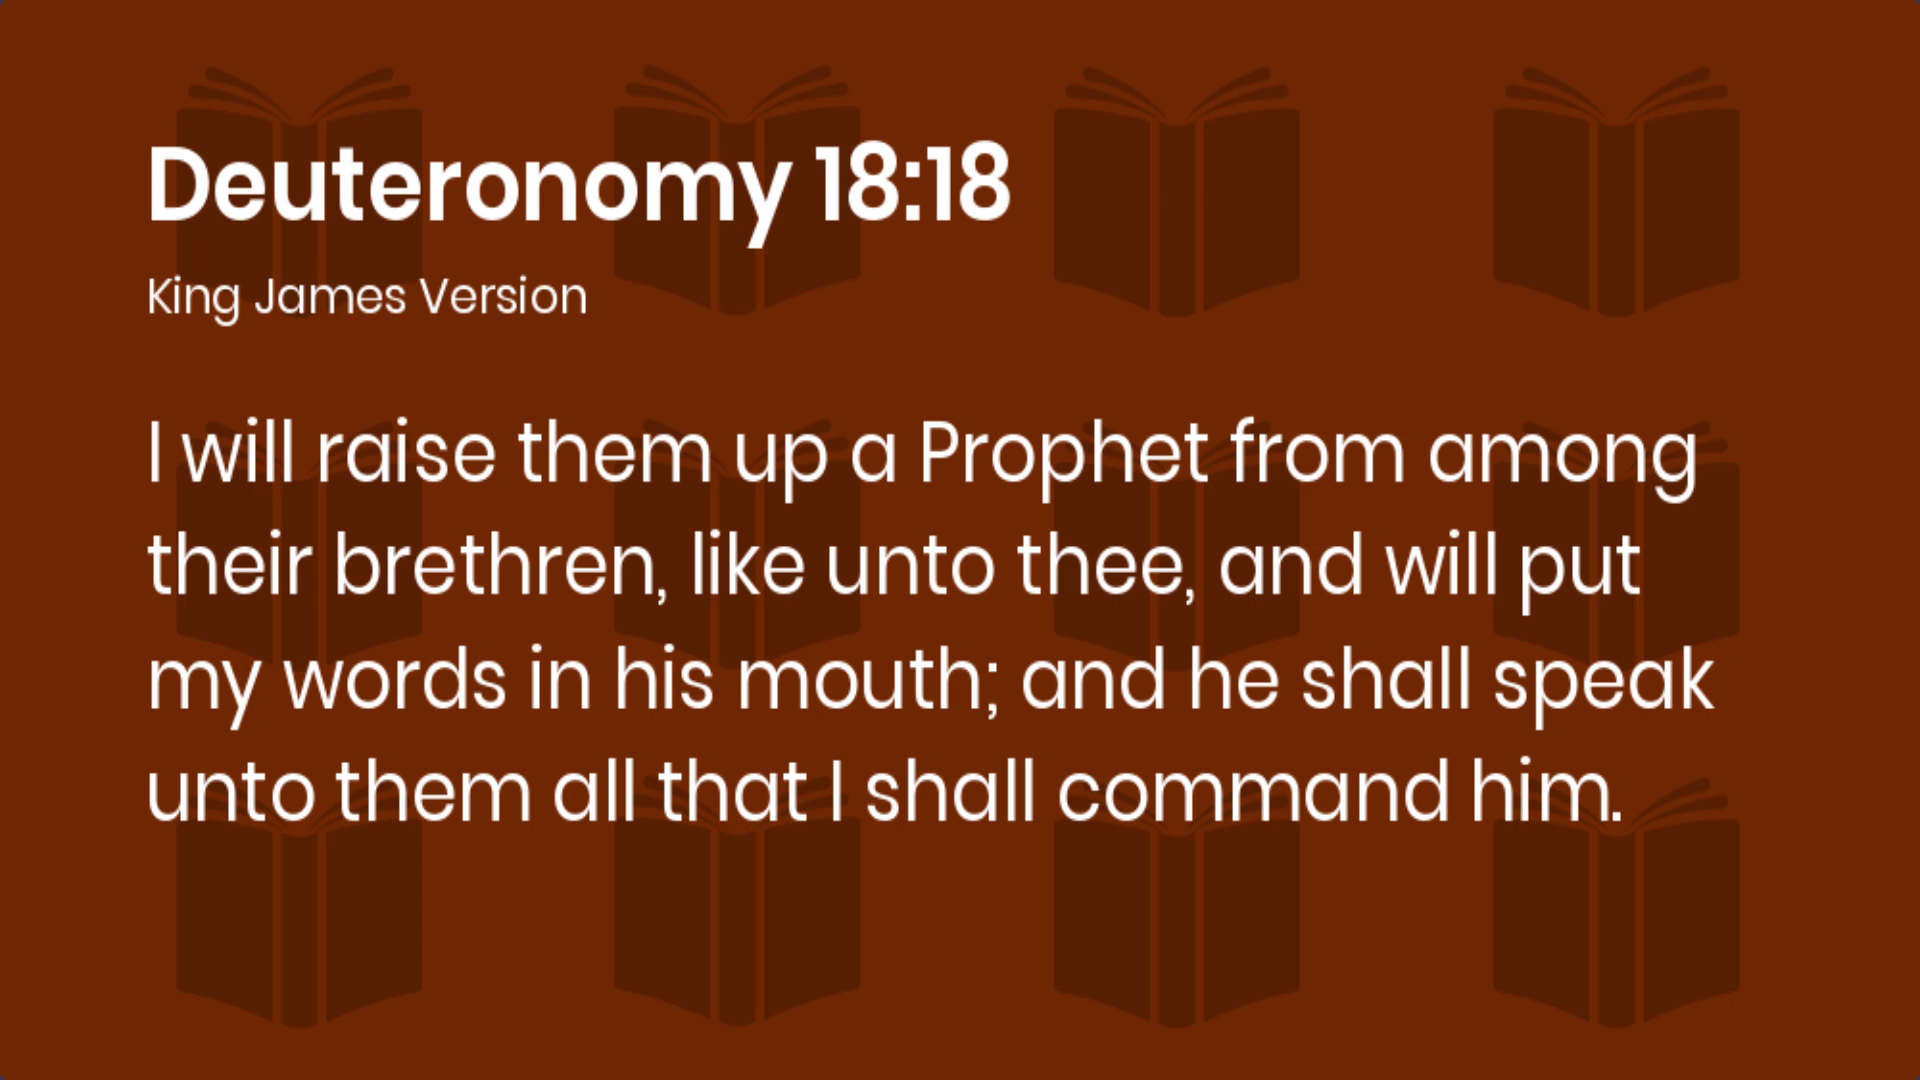 Deuteronomy 18:18
King James Version
I will raise them up a Prophet from among
their brethren, like unto thee, and will put
my words in his mouth; and he shall speak
unto them all that I shall command him.